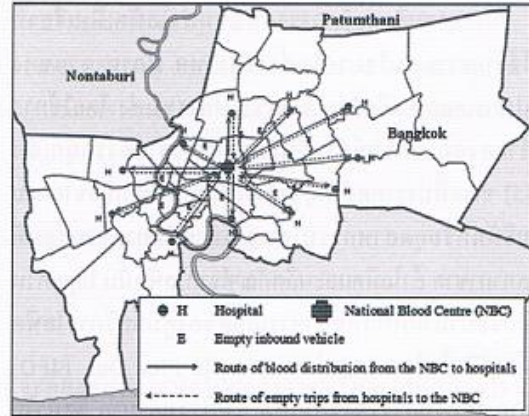 Patumthani
Nontaburi
Bangkok
H
H
H
H
H
H
H
H
H
H
E
E
E
E
E
E
H Hospital
National Blood Centre (NBC)
E Empty inbound vehicle
Route of blood distribution from the NBC to hospitals
Route of empty trips from hospitals to the NBC